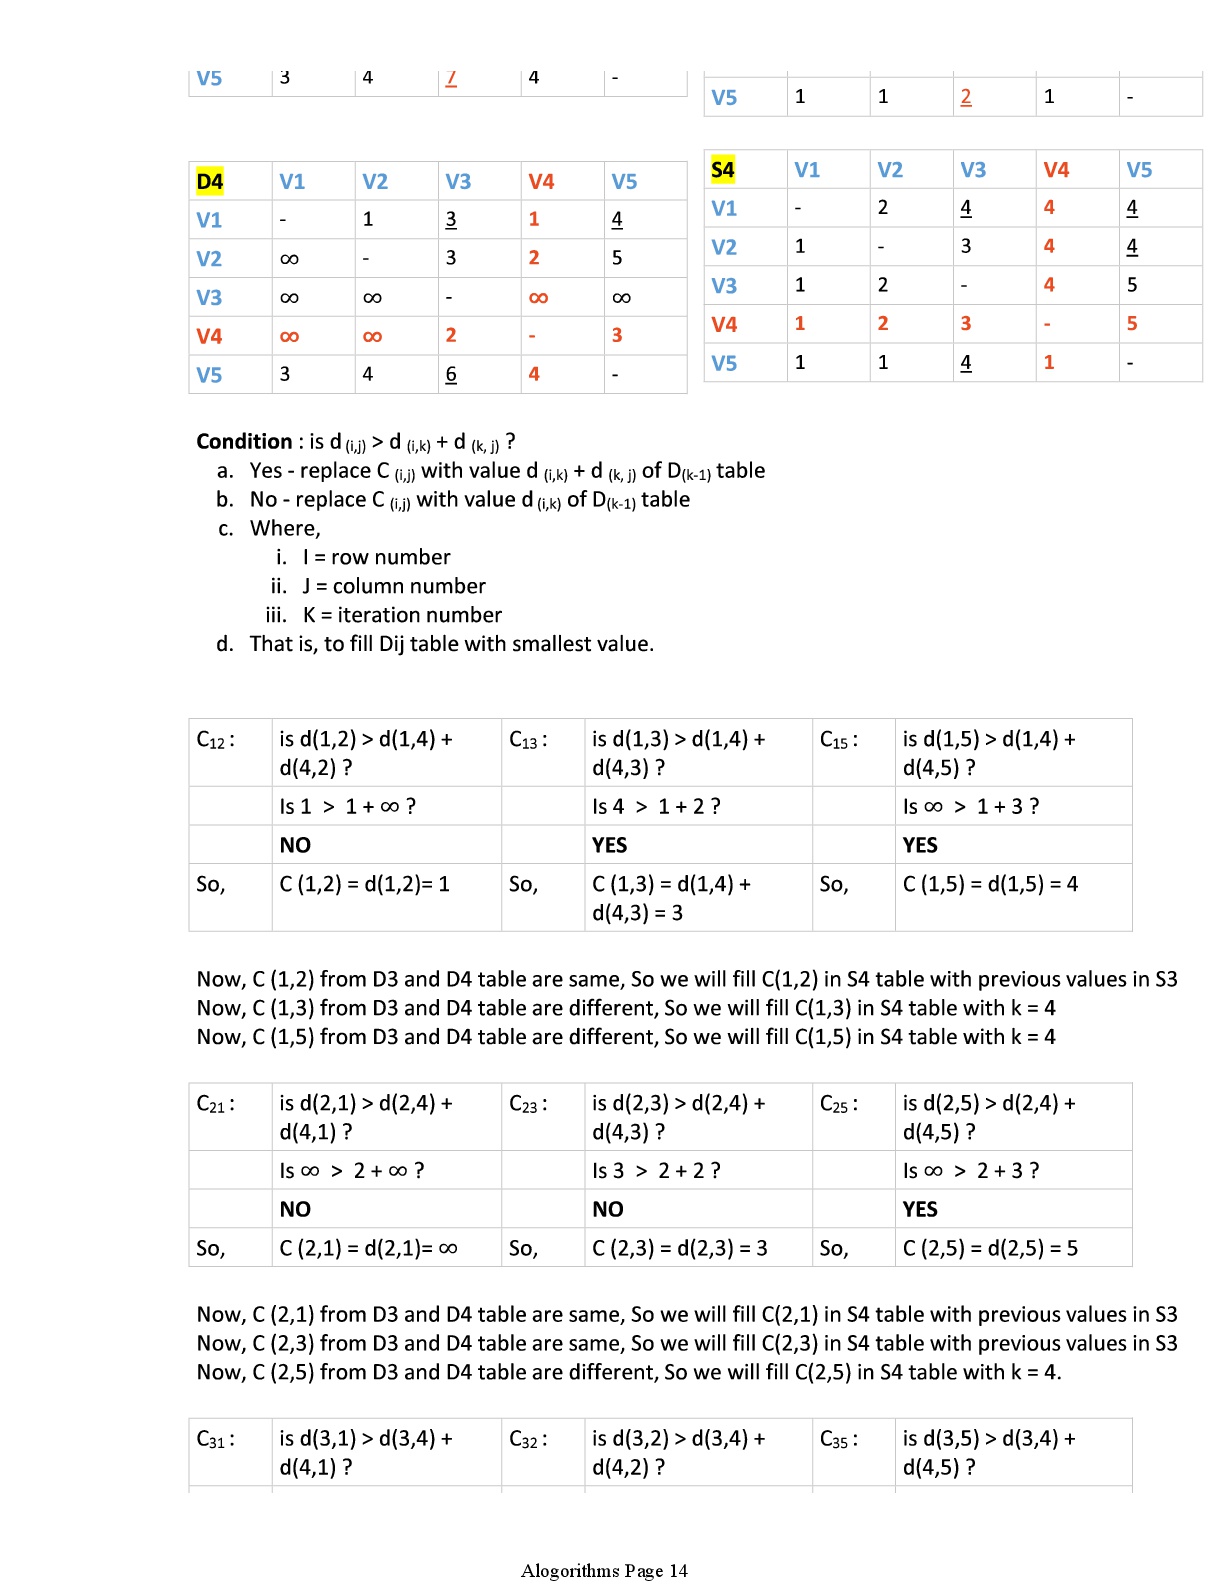 V5 3 4 7 4 -
V5 1 1 2 1 -
D4 V1 V2 V3 V4 V5
V1 - 1 3 1 4
V2 ∞ - 3 2 5
V3 ∞ ∞ - ∞ ∞
V4 ∞ ∞ 2 - 3
V5 3 4 6 4 -
S4 V1 V2 V3 V4 V5
V1 - 2 4 4 4
V2 1 - 3 4 4
V3 1 2 - 4 5
V4 1 2 3 - 5
V5 1 1 4 1 -
Condition : is d (i,j) > d (i,k) + d (k, j) ?
a. Yes - replace C (i,j) with value d (i,k) + d (k, j) of D(k-1) table
b. No - replace C (i,j) with value d (i,k) of D(k-1) table
c. Where,
i. I = row number
ii. J = column number
iii. K = iteration number
d. That is, to fill Dij table with smallest value.
C12 : is d(1,2) > d(1,4) + C13 : is d(1,3) > d(1,4) + C15 : is d(1,5) > d(1,4) +
d(4,2) ? d(4,3) ? d(4,5) ?
Is 1 > 1 + ∞ ? Is 4 > 1 + 2 ? Is ∞ > 1 + 3 ?
NO YES YES
So, C (1,2) = d(1,2)= 1 So, C (1,3) = d(1,4) + So, C (1,5) = d(1,5) = 4
d(4,3) = 3
Now, C (1,2) from D3 and D4 table are same, So we will fill C(1,2) in S4 table with previous values in S3
Now, C (1,3) from D3 and D4 table are different, So we will fill C(1,3) in S4 table with k = 4
Now, C (1,5) from D3 and D4 table are different, So we will fill C(1,5) in S4 table with k = 4
C21 : is d(2,1) > d(2,4) + C23 : is d(2,3) > d(2,4) + C25 : is d(2,5) > d(2,4) +
d(4,1) ? d(4,3) ? d(4,5) ?
Is ∞ > 2 + ∞ ? Is 3 > 2 + 2 ? Is ∞ > 2 + 3 ?
NO NO YES
So, C (2,1) = d(2,1)= ∞ So, C (2,3) = d(2,3) = 3 So, C (2,5) = d(2,5) = 5
Now, C (2,1) from D3 and D4 table are same, So we will fill C(2,1) in S4 table with previous values in S3
Now, C (2,3) from D3 and D4 table are same, So we will fill C(2,3) in S4 table with previous values in S3
Now, C (2,5) from D3 and D4 table are different, So we will fill C(2,5) in S4 table with k = 4.
C31 : is d(3,1) > d(3,4) + C32 : is d(3,2) > d(3,4) + C35 : is d(3,5) > d(3,4) +
d(4,1) ? d(4,2) ? d(4,5) ?
Alogorithms Page 14